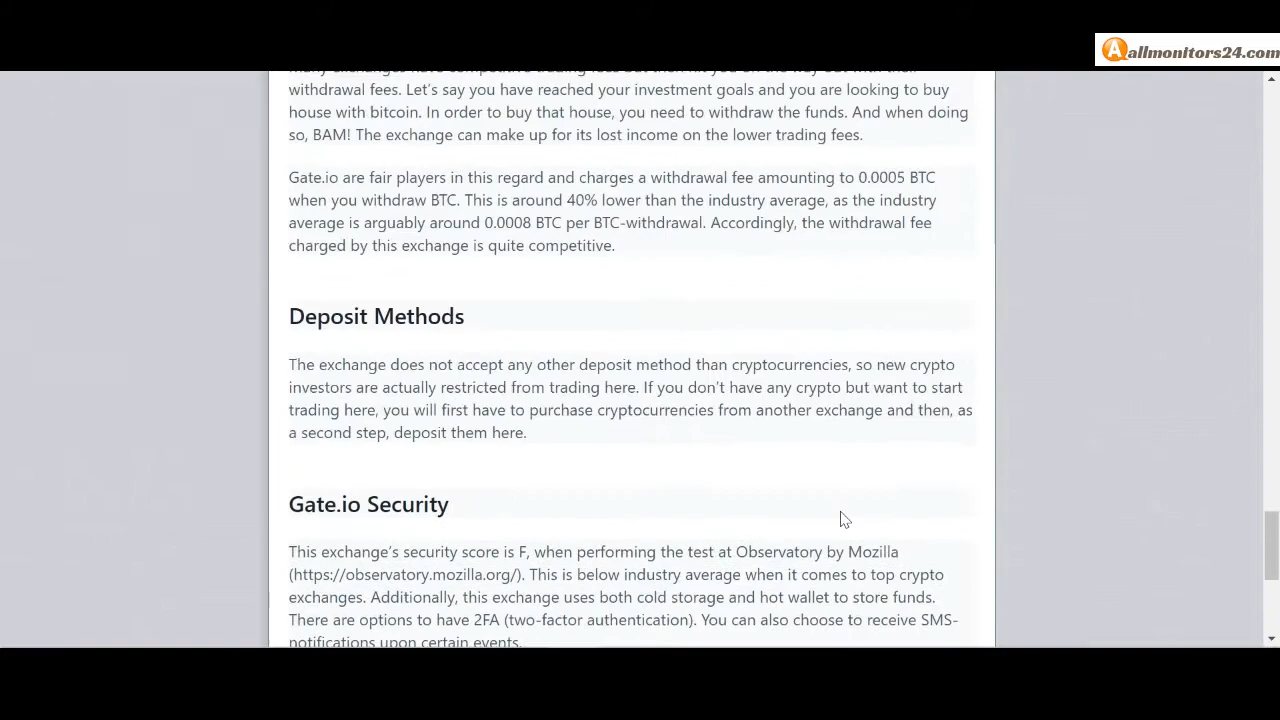 allmonitors24.com
withdrawal fees. Let's say you have reached your investment goals and you are looking to buy
house with bitcoin. In order to buy that house, you need to withdraw the funds. And when doing
so, BAM! The exchange can make up for its lost income on the lower trading fees.
Gate.io are fair players in this regard and charges a withdrawal fee amounting to 0.0005 BTC
when you withdraw BTC. This is around 40% lower than the industry average, as the industry
average is arguably around 0.0008 BTC per BTC-withdrawal. Accordingly, the withdrawal fee
charged by this exchange is quite competitive.
Deposit Methods
The exchange does not accept any other deposit method than cryptocurrencies, so new crypto
investors are actually restricted from trading here. If you don't have any crypto but want to start
trading here, you will first have to purchase cryptocurrencies from another exchange and then, as
a second step, deposit them here.
Gate.io Security
This exchange's security score is F, when performing the test at Observatory by Mozilla
(https://observatory.mozilla.org/). This is below industry average when it comes to top crypto
exchanges. Additionally, this exchange uses both cold storage and hot wallet to store funds.
There are options to have 2FA (two-factor authentication). You can also choose to receive SMS-
notifications upon certain events.